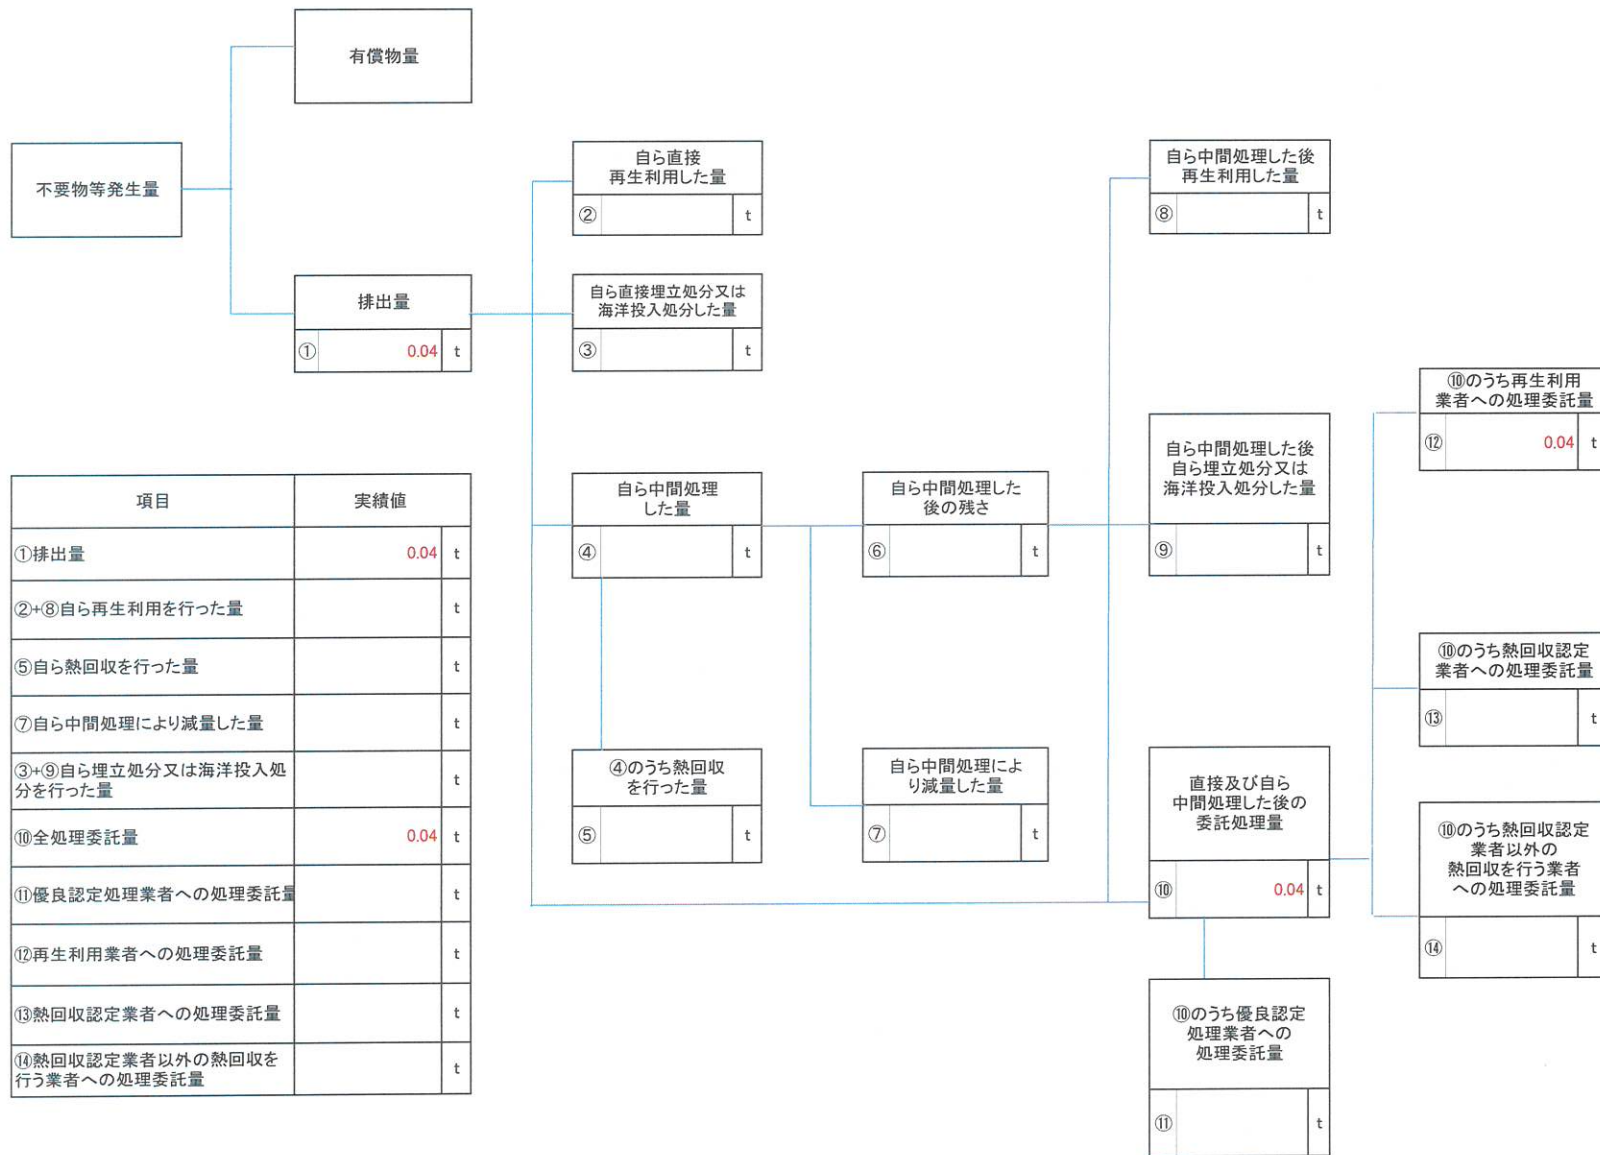 有償物量
不要物等発生量
排出量
① 0.04 t
自ら直接
再生利用した量
② t
自ら直接埋立処分又は
海洋投入処分した量
③ t
自ら中間処理
した量
④ t
④のうち熱回収
を行った量
⑤ t
自ら中間処理した
後の残さ
⑥ t
自ら中間処理によ
り減量した量
⑦ t
自ら中間処理した後
再生利用した量
⑧ t
自ら中間処理した後
自ら埋立処分又は
海洋投入処分した量
⑨ t
直接及び自ら
中間処理した後の
委託処理量
⑩ 0.04 t
⑩のうち優良認定
処理業者への
処理委託量
⑪ t
⑩のうち再生利用
業者への処理委託量
⑫ 0.04 t
⑩のうち熱回収認定
業者への処理委託量
⑬ t
⑩のうち熱回収認定
業者以外の
熱回収を行う業者
への処理委託量
⑭ t
項目 実績値
①排出量 0.04 t
②+⑧自ら再生利用を行った量 t
⑤自ら熱回収を行った量 t
⑦自ら中間処理により減量した量 t
③+⑨自ら埋立処分又は海洋投入処
分を行った量 t
⑩全処理委託量 0.04 t
⑪優良認定処理業者への処理委託量 t
⑫再生利用業者への処理委託量 t
⑬熱回収認定業者への処理委託量 t
⑭熱回収認定業者以外の熱回収を
行う業者への処理委託量 t